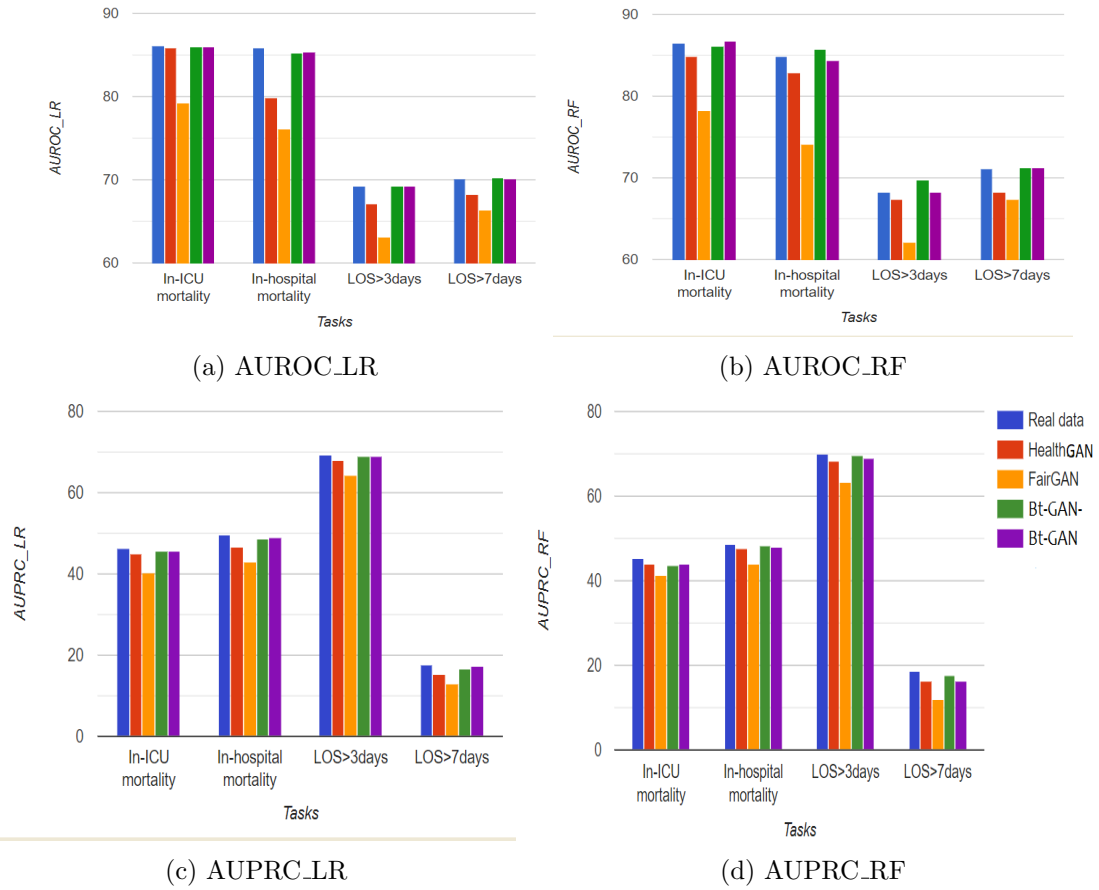 90
80
70
60
AUROC_LR
In-ICU
mortality
In-hospital
mortality
LOS>3days
LOS>7days
Tasks
(a) AUROC_LR
90
80
70
60
AUROC_RF
In-ICU
mortality
In-hospital
mortality
LOS>3days
LOS>7days
Tasks
(b) AUROC_RF
80
60
40
20
0
AUPRC_LR
In-ICU
mortality
In-hospital
mortality
LOS>3days
LOS>7days
Tasks
(c) AUPRC_LR
80
60
40
20
0
AUPRC_RF
In-ICU
mortality
In-hospital
mortality
LOS>3days
LOS>7days
Tasks
Real data
HealthGAN
FairGAN
Bt-GAN-
Bt-GAN
(d) AUPRC_RF